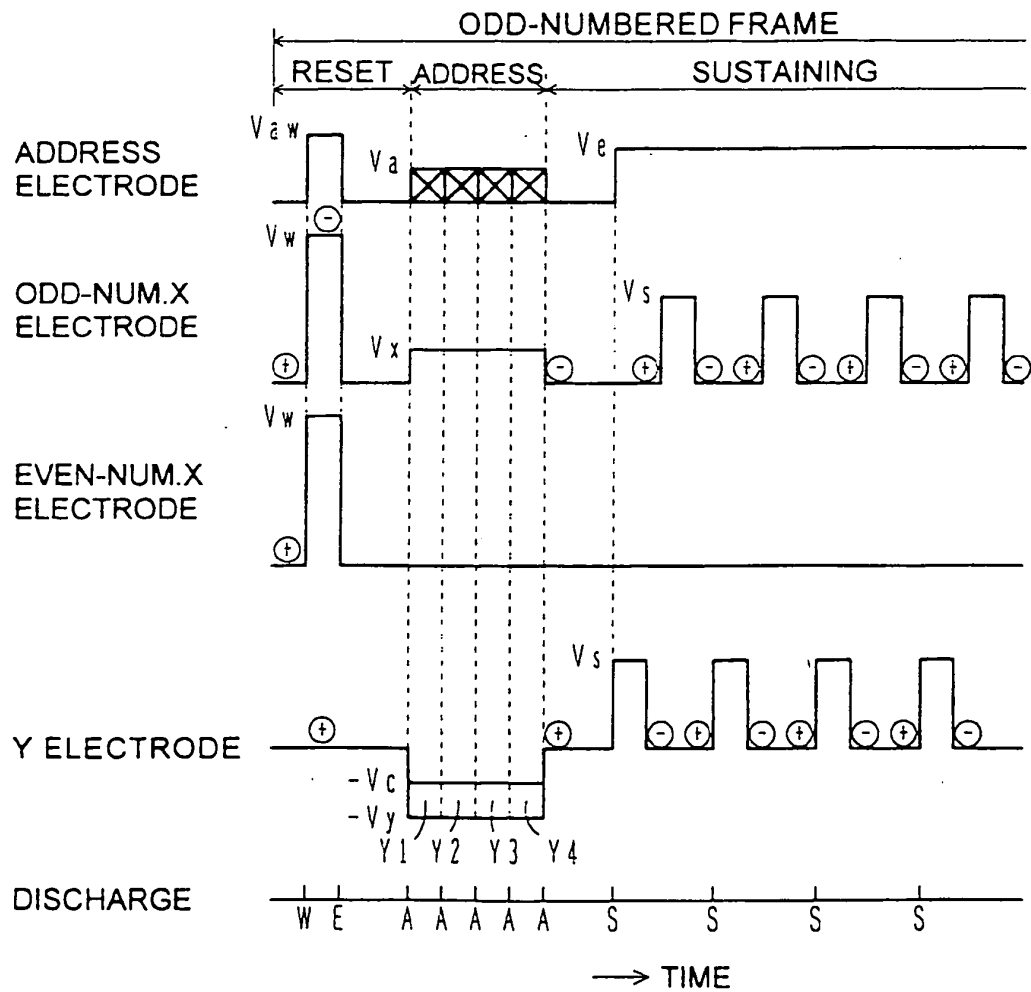 ODD-NUMBERED FRAME
RESET ADDRESS SUSTAINING
Vaw
ADDRESS
ELECTRODE
Va
Ve
-
Vw
ODD-NUM.X
ELECTRODE
Vs
Vx
+ - + - + - + - + -
Vw
EVEN-NUM.X
ELECTRODE
+
Vs
+ + - + - + - + -
Y ELECTRODE
-Vc
-Vy
Y1 Y2 Y3 Y4
DISCHARGE
W E A A A A A S S S S
→ TIME